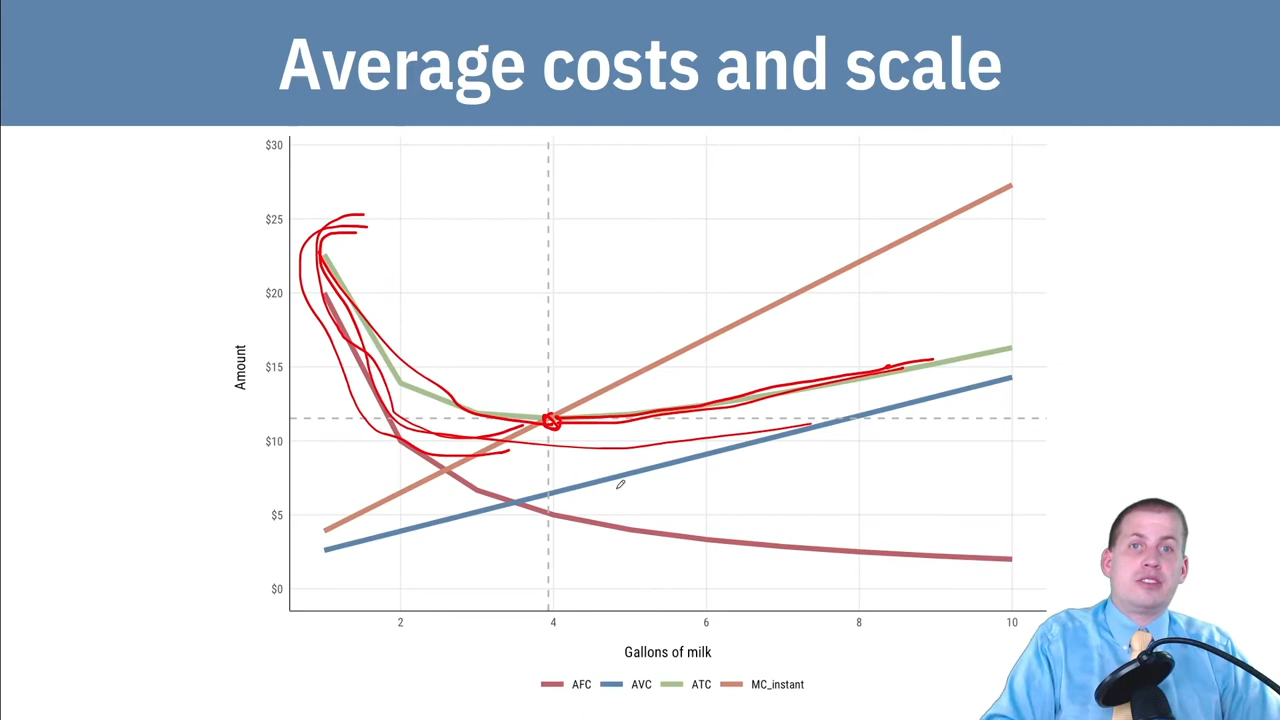 Average costs and scale
$30
$25
$20
$15
$10
$5
$0
Amount
2 4 6 8 10
Gallons of milk
AFC AVC ATC MC_instant